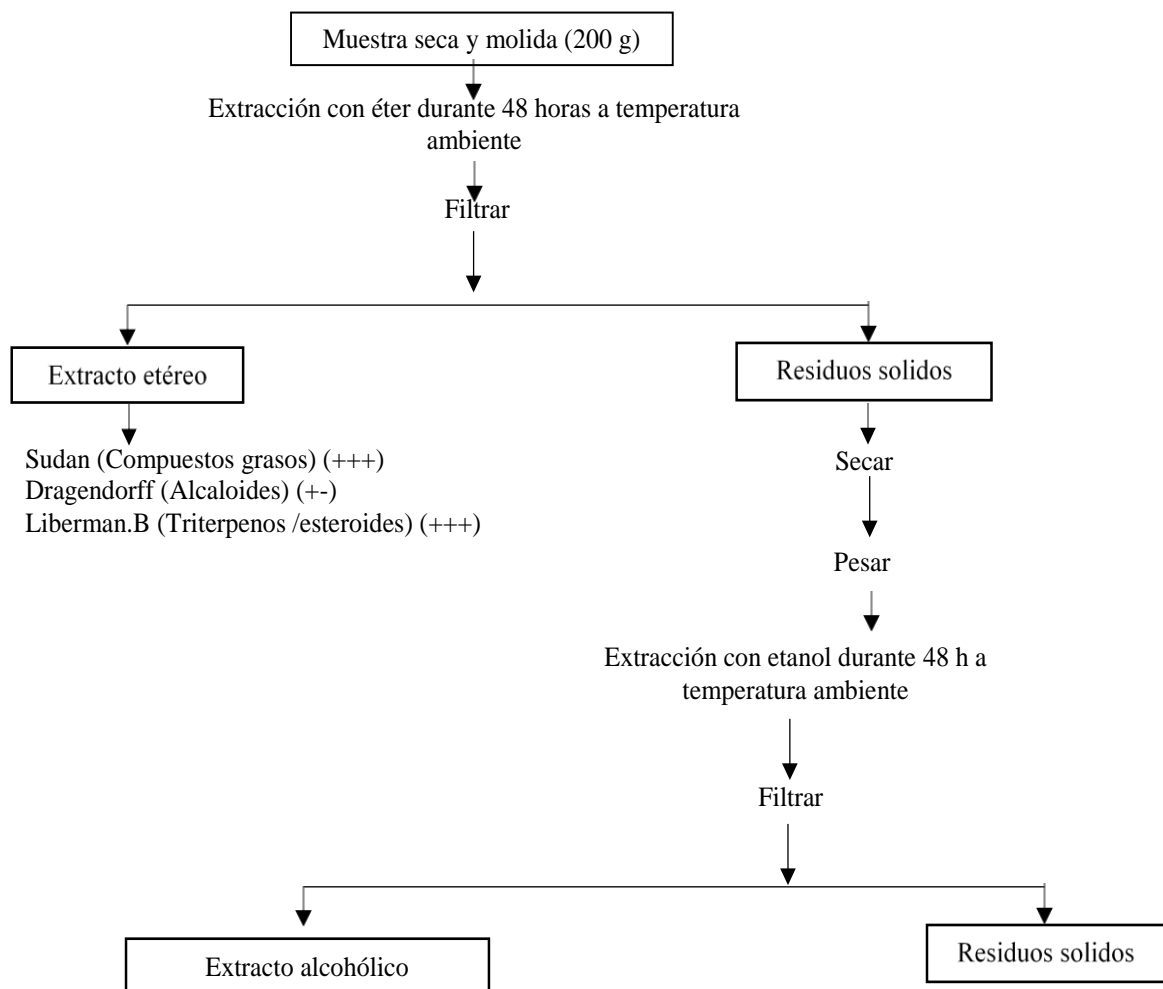 Muestra seca y molida (200 g)
Extracción con éter durante 48 horas a temperatura
ambiente
Filtrar
Extracto etéreo
Residuos solidos
Sudan (Compuestos grasos) (+++)
Dragendorff (Alcaloides) (+-)
Liberman.B (Triterpenos /esteroides) (+++)
Secar
Pesar
Extracción con etanol durante 48 h a
temperatura ambiente
Filtrar
Extracto alcohólico
Residuos solidos